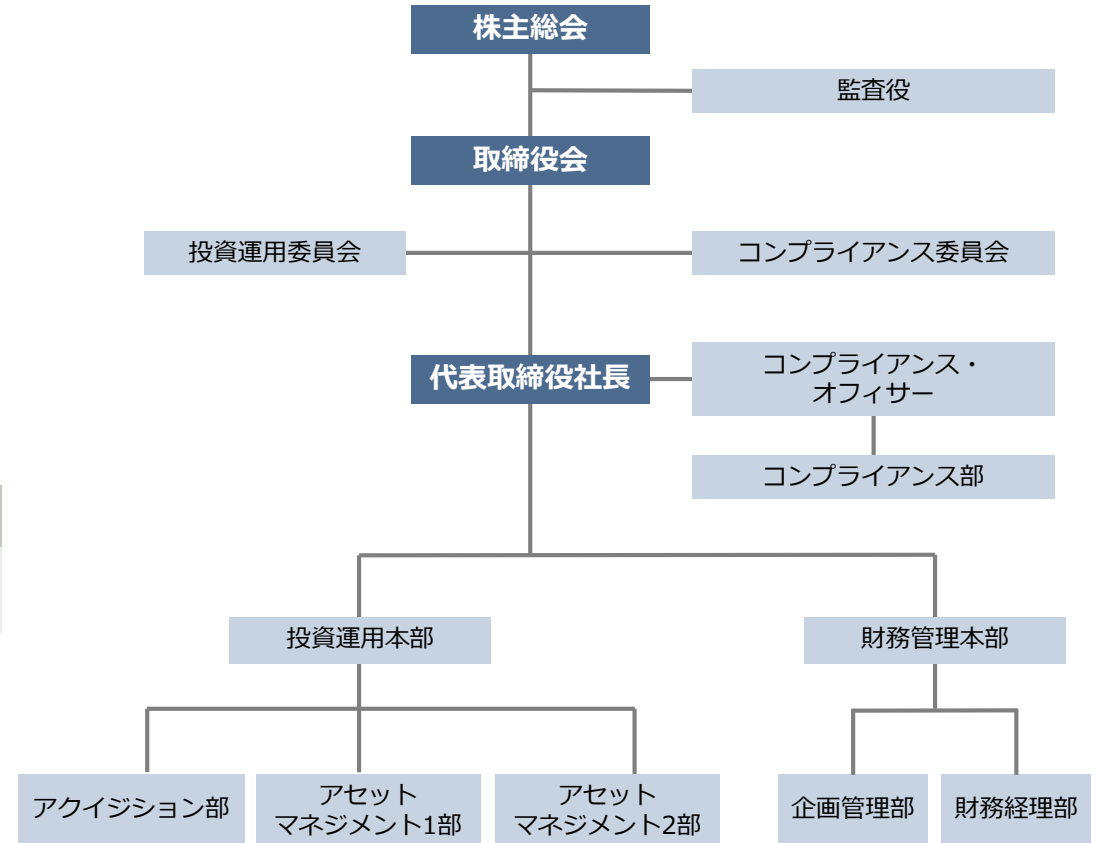 株主総会
監査役
取締役会
投資運用委員会
コンプライアンス委員会
代表取締役社長
コンプライアンス・
オフィサー
コンプライアンス部
投資運用本部
財務管理本部
アクイジション部
アセット
マネジメント1部
アセット
マネジメント2部
企画管理部
財務経理部